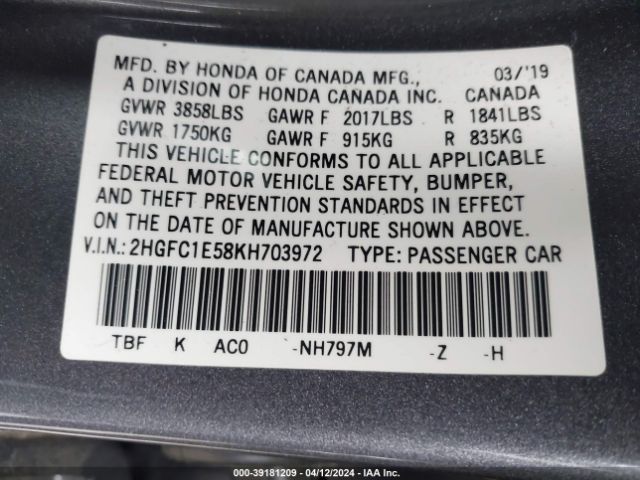 MFD. BY HONDA OF CANADA MFG., 03/'19
A DIVISION OF HONDA CANADA INC. CANADA
GVWR 3858LBS GAWR F 2017LBS R 1841LBS
GVWR 1750KG GAWR F 915KG R 835KG
THIS VEHICLE CONFORMS TO ALL APPLICABLE
FEDERAL MOTOR VEHICLE SAFETY, BUMPER,
AND THEFT PREVENTION STANDARDS IN EFFECT
ON THE DATE OF MANUFACTURE SHOWN ABOVE.
V.I.N.: 2HGFC1E58KH703972 TYPE: PASSENGER CAR
TBF K AC0 -NH797M -Z -H
000-39181209 - 04/12/2024 - IAA Inc.